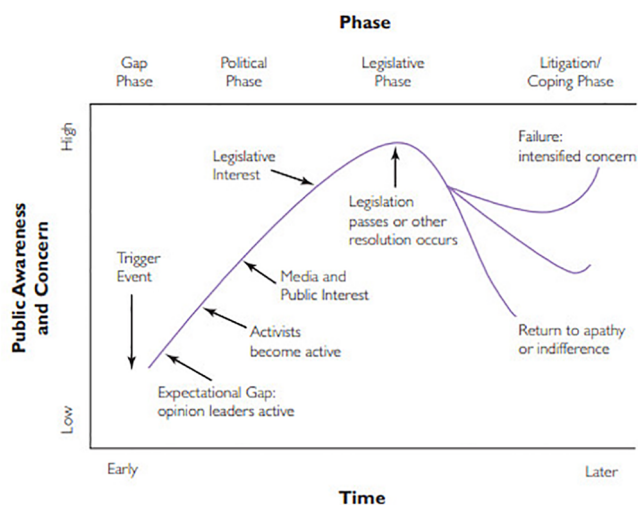 Phase
Gap
Phase
Political
Phase
Legislative
Phase
Litigation/
Coping Phase
High
Public Awareness
and Concern
Low
Failure:
intensified concern
Legislative
Interest
Legislation
passes or other
resolution occurs
Trigger
Event
Media and
Public Interest
Activists
become active
Return to apathy
or indifference
Expectational Gap:
opinion leaders active
Early
Later
Time